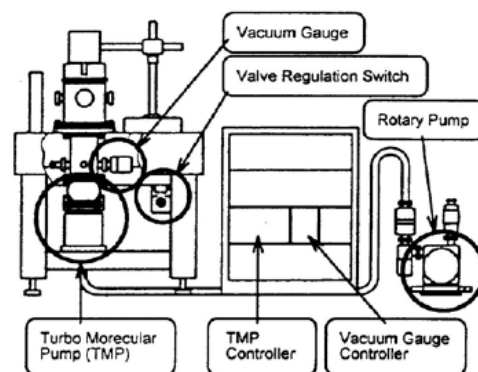 Vacuum Gauge
Valve Regulation Switch
Rotary Pump
Turbo Morecular
Pump (TMP)
TMP
Controller
Vacuum Gauge
Controller